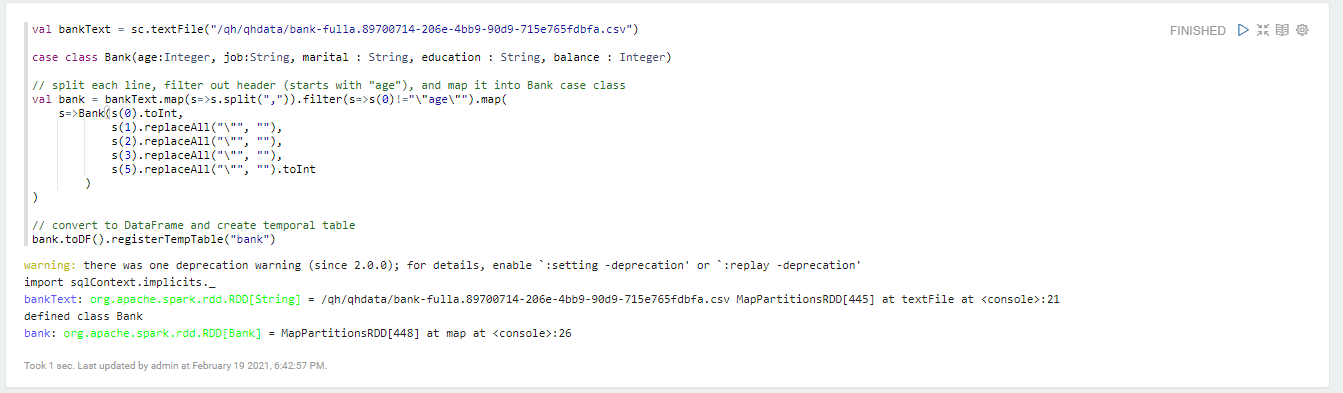 val bankText = sc.textFile("/qh/qhdata/bank-fulla.89700714-206e-4bb9-90d9-715e765fdbfa.csv")
FINISHED
case class Bank(age:Integer, job:String, marital : String, education : String, balance : Integer)
// split each line, filter out header (starts with "age"), and map it into Bank case class
val bank = bankText.map(s=>s.split(",")).filter(s=>s(0)!="\"age\"").map(
s=>Bank(s(0).toInt,
s(1).replaceAll("\"", ""),
s(2).replaceAll("\"", ""),
s(3).replaceAll("\"", ""),
s(5).replaceAll("\"", "").toInt
)
)
// convert to DataFrame and create temporal table
bank.toDF().registerTempTable("bank")
warning: there was one deprecation warning (since 2.0.0); for details, enable `:setting -deprecation' or `:replay -deprecation'
import sqlContext.implicits._
bankText: org.apache.spark.rdd.RDD[String] = /qh/qhdata/bank-fulla.89700714-206e-4bb9-90d9-715e765fdbfa.csv MapPartitionsRDD[445] at textFile at <console>:21
defined class Bank
bank: org.apache.spark.rdd.RDD[Bank] = MapPartitionsRDD[448] at map at <console>:26
Took 1 sec. Last updated by admin at February 19 2021, 6:42:57 PM.